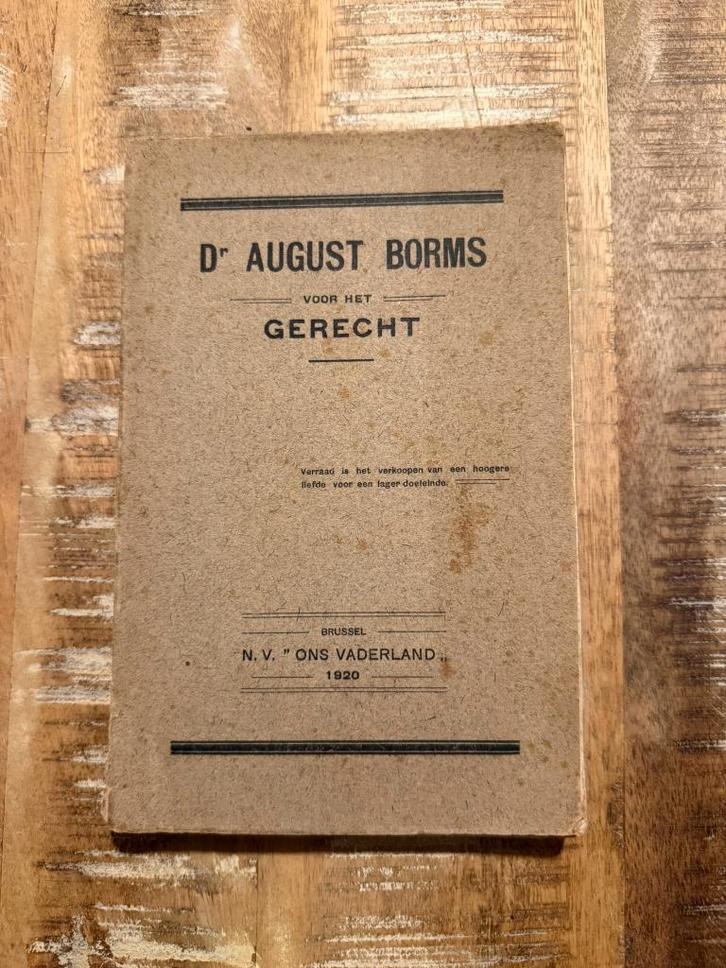 Dr AUGUST BORMS
VOOR HET
GERECHT
Verraad is het verkoopen van een hoogere
liefde voor een lager doeleinde.
BRUSSEL
N. V. " ONS VADERLAND „
1920